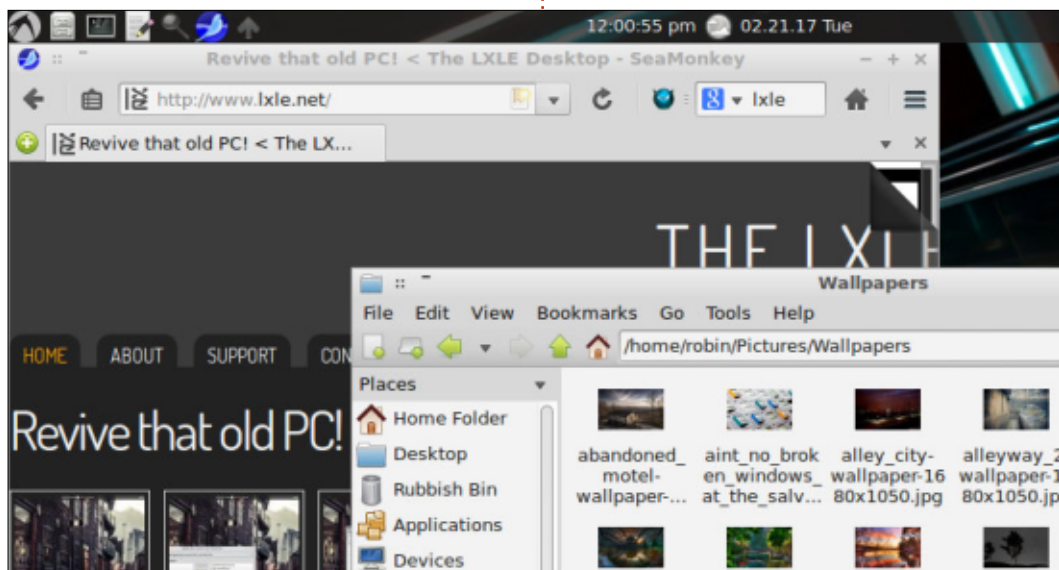 12:00:55 pm 02.21.17 Tue
Revive that old PC! < The LXLE Desktop - SeaMonkey
http://www.lxle.net/
lxle
Revive that old PC! < The LX...
THE LXLE
Wallpapers
File Edit View Bookmarks Go Tools Help
HOME ABOUT SUPPORT CON
/home/robin/Pictures/Wallpapers
Places
Revive that old PC!
Home Folder
Desktop
Rubbish Bin
Applications
Devices
abandoned_
motel-
wallpaper-...
aint_no_brok
en_windows_
at_the_salv...
alley_city-
wallpaper-16
80x1050.jpg
alleyway_2
wallpaper-1
80x1050.jp